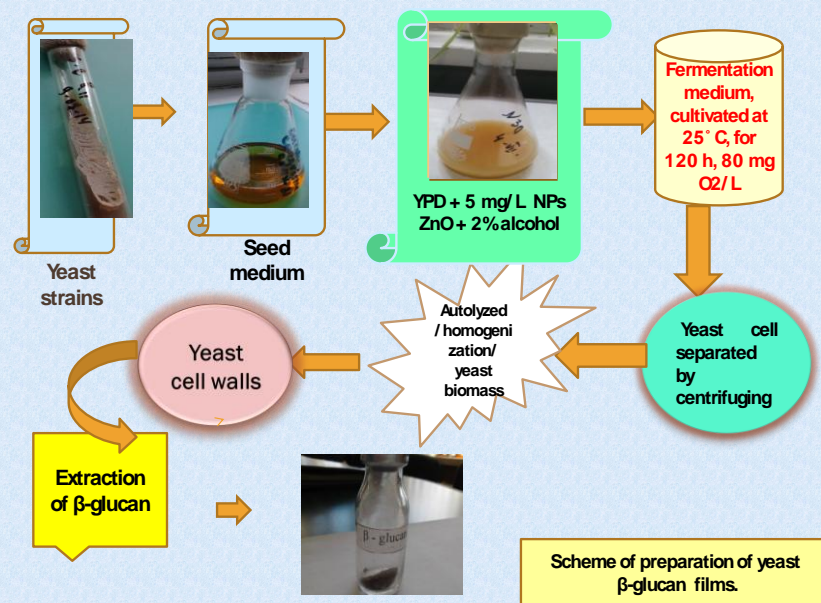 Yeast
strains
Seed
medium
YPD + 5 mg/ L NPs
ZnO + 2% alcohol
Fermentation
medium,
cultivated at
25˚ C, for
120 h, 80 mg
O2/ L
Yeast cell
separated
by
centrifuging
Autolyzed
/ homogeni
zation/
yeast
biomass
Yeast
cell walls
Extraction
of β-glucan
β - glucan
Scheme of preparation of yeast
β-glucan films.